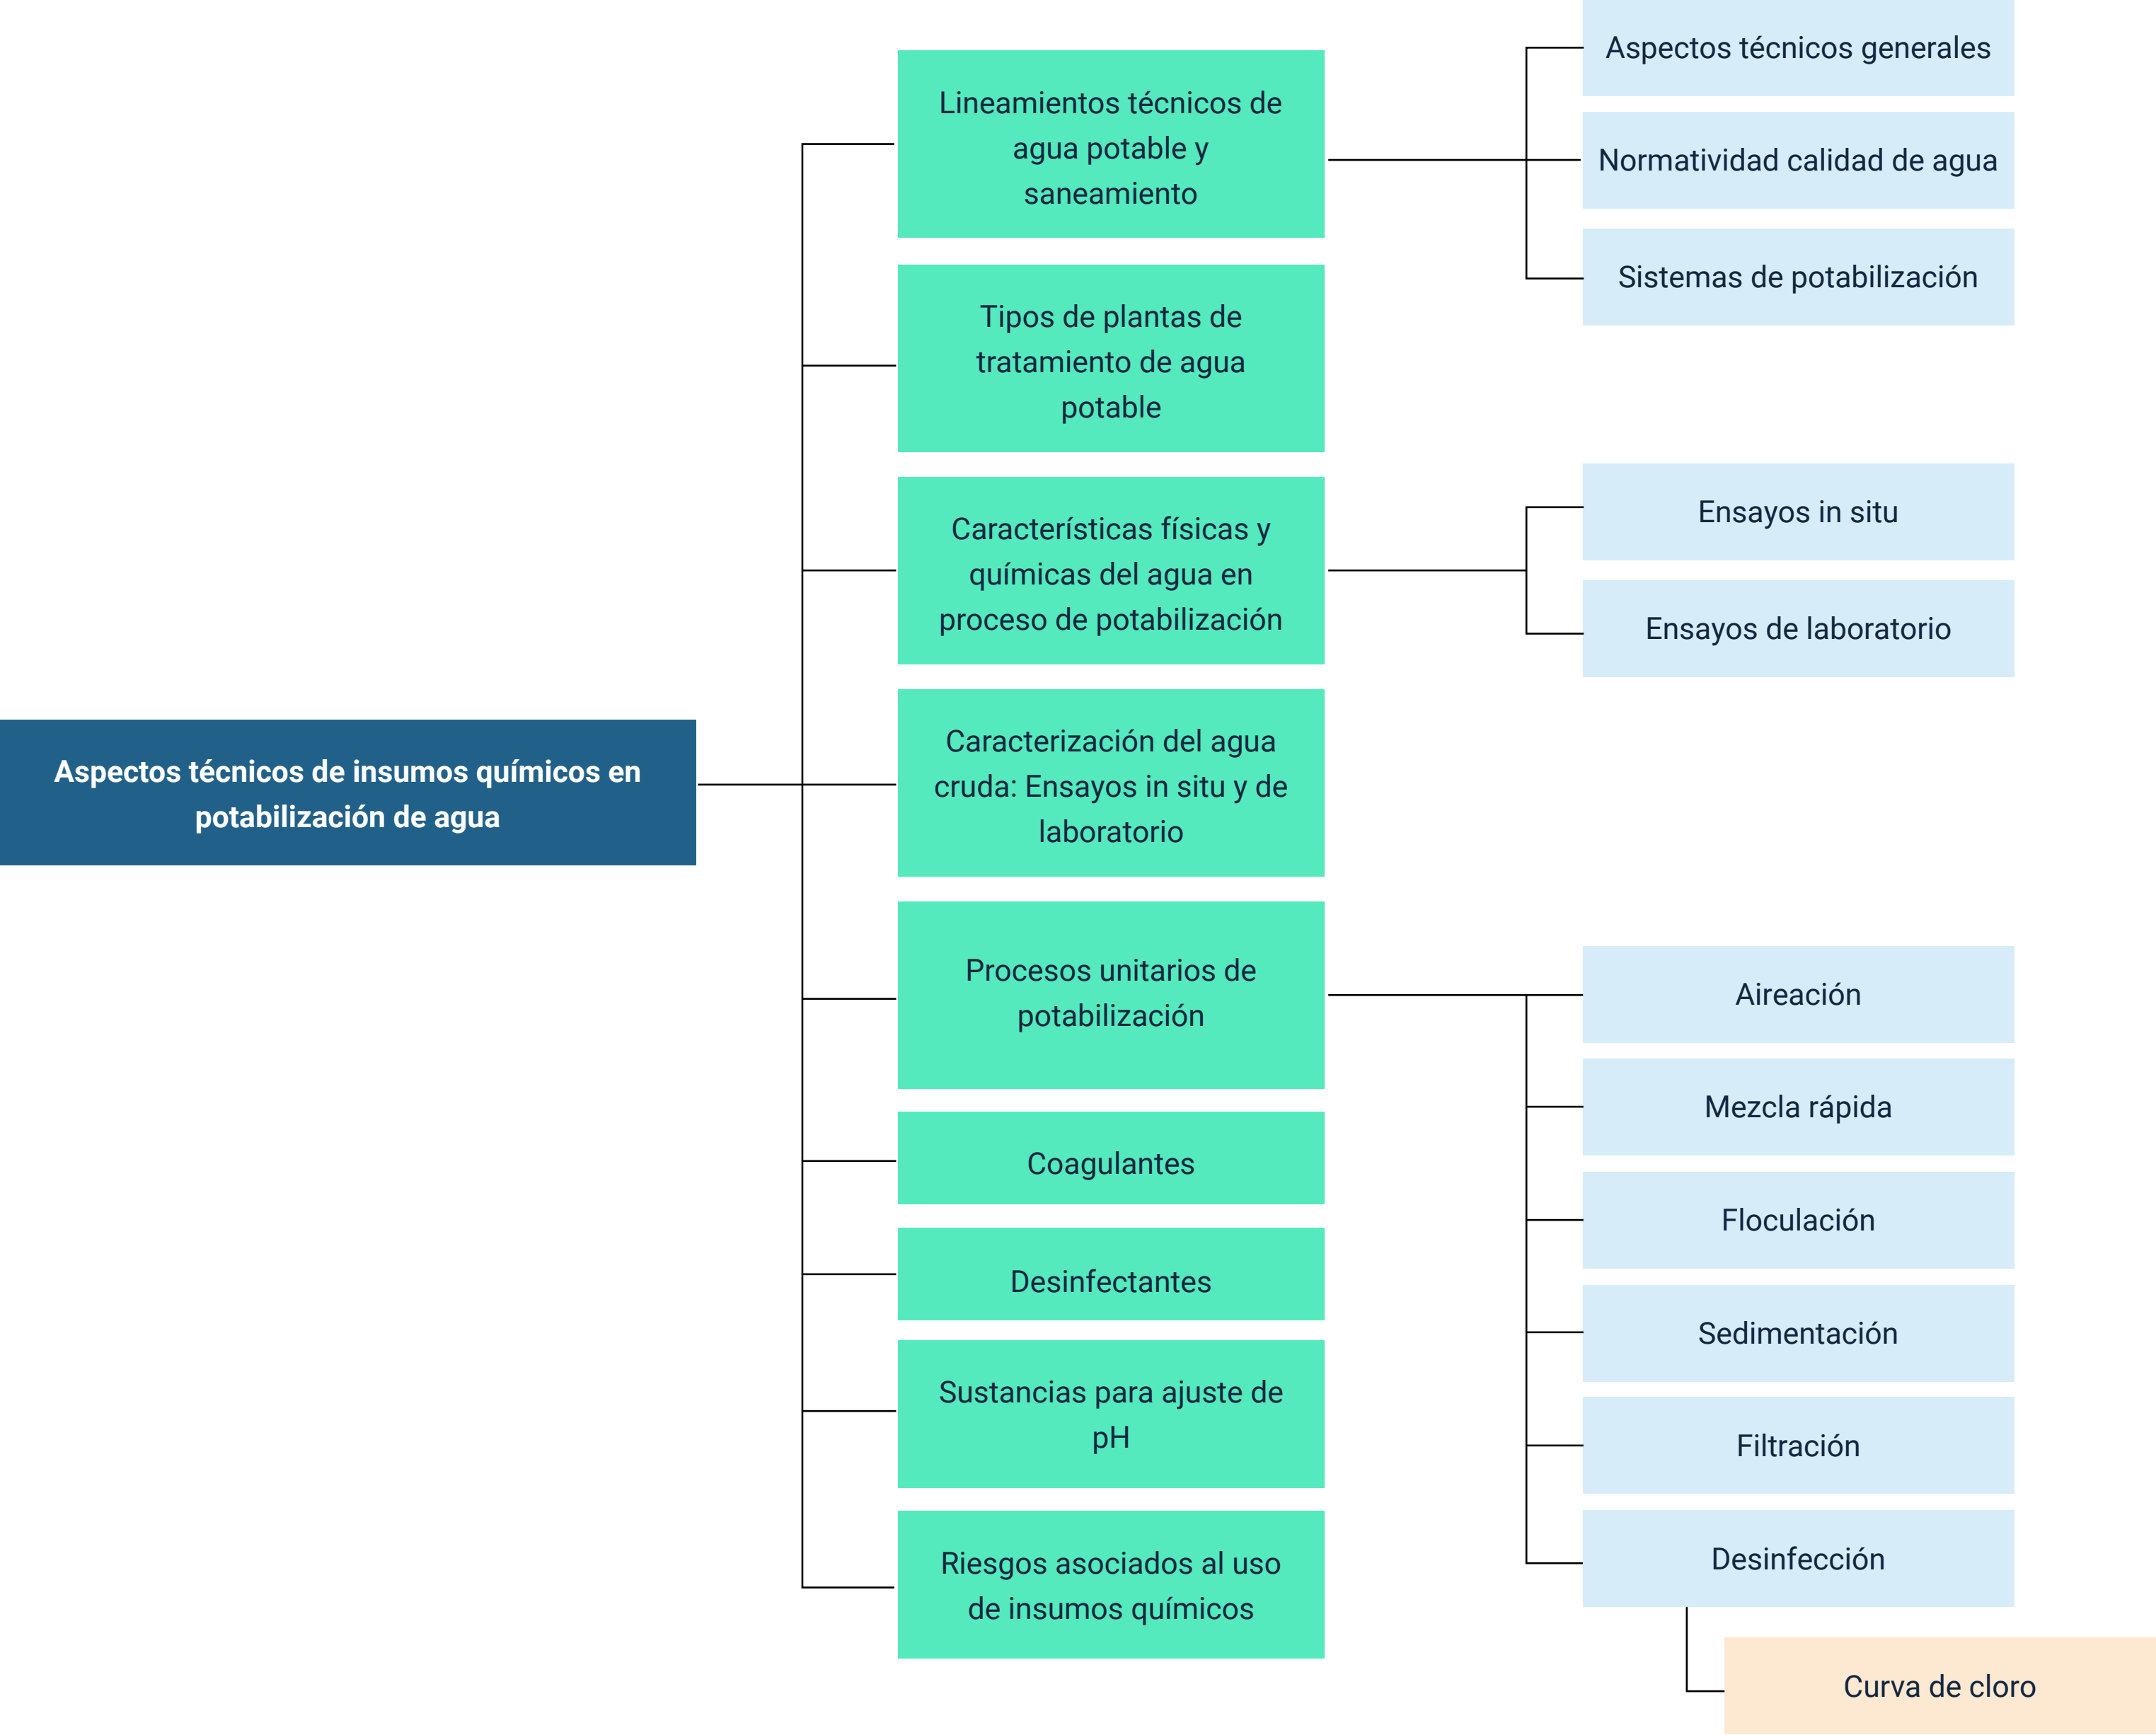 Aspectos técnicos de insumos químicos en
potabilización de agua
Lineamientos técnicos de
agua potable y
saneamiento
Aspectos técnicos generales
Normatividad calidad de agua
Sistemas de potabilización
Tipos de plantas de
tratamiento de agua
potable
Características físicas y
químicas del agua en
proceso de potabilización
Ensayos in situ
Ensayos de laboratorio
Caracterización del agua
cruda: Ensayos in situ y de
laboratorio
Procesos unitarios de
potabilización
Aireación
Mezcla rápida
Floculación
Sedimentación
Filtración
Desinfección
Curva de cloro
Coagulantes
Desinfectantes
Sustancias para ajuste de
pH
Riesgos asociados al uso
de insumos químicos